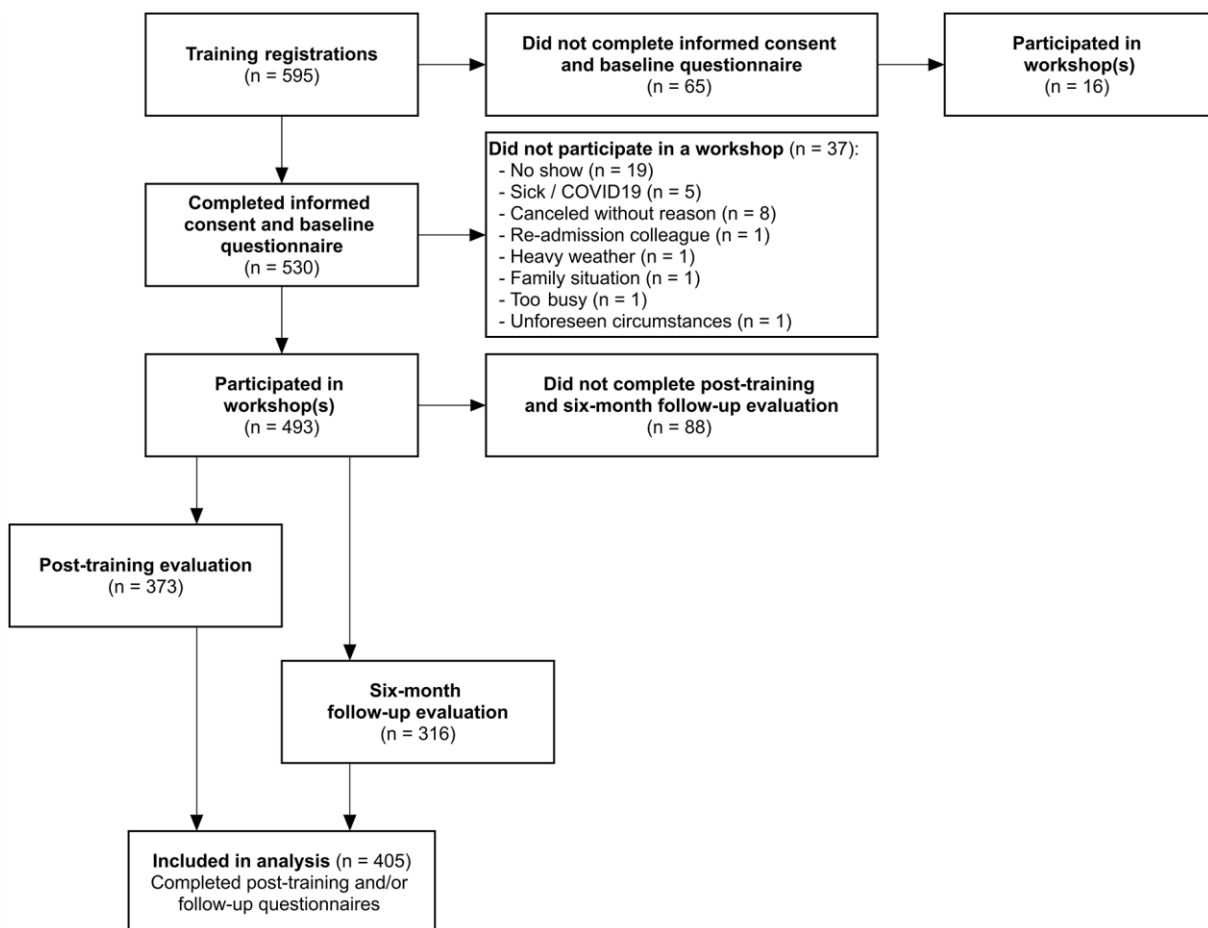 Training registrations
(n = 595)
Did not complete informed consent
and baseline questionnaire
(n = 65)
Participated in
workshop(s)
(n = 16)
Did not participate in a workshop (n = 37):
- No show (n = 19)
- Sick / COVID19 (n = 5)
- Canceled without reason (n = 8)
- Re-admission colleague (n = 1)
- Heavy weather (n = 1)
- Family situation (n = 1)
- Too busy (n = 1)
- Unforeseen circumstances (n = 1)
Completed informed
consent and baseline
questionnaire
(n = 530)
Participated in
workshop(s)
(n = 493)
Did not complete post-training
and six-month follow-up evaluation
(n = 88)
Post-training evaluation
(n = 373)
Six-month
follow-up evaluation
(n = 316)
Included in analysis (n = 405)
Completed post-training and/or
follow-up questionnaires